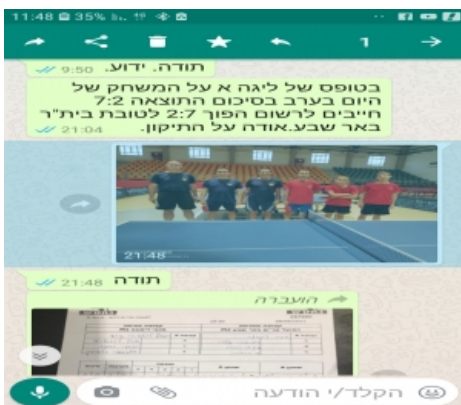 11:48 35%
1
תודה. ידוע. 9:50
בטופס של ליגה א על המשחק של
היום בערב בסיכום התוצאה 7:2
חייבים לרשום הפוך 2:7 לטובת בית"ר
באר שבע.אודה על התיקון. 21:04
21:48
תודה 21:48
הועברה
הקלד/י הודעה